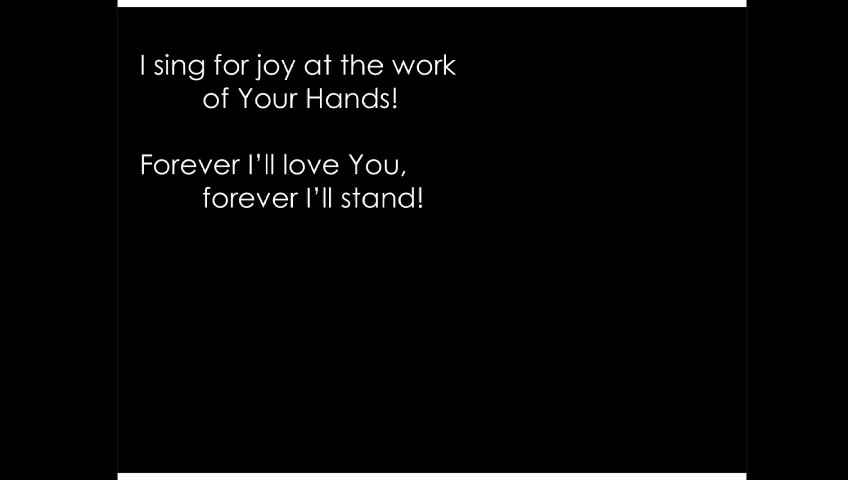 I sing for joy at the work
of Your Hands!
Forever I’ll love You,
forever I’ll stand!